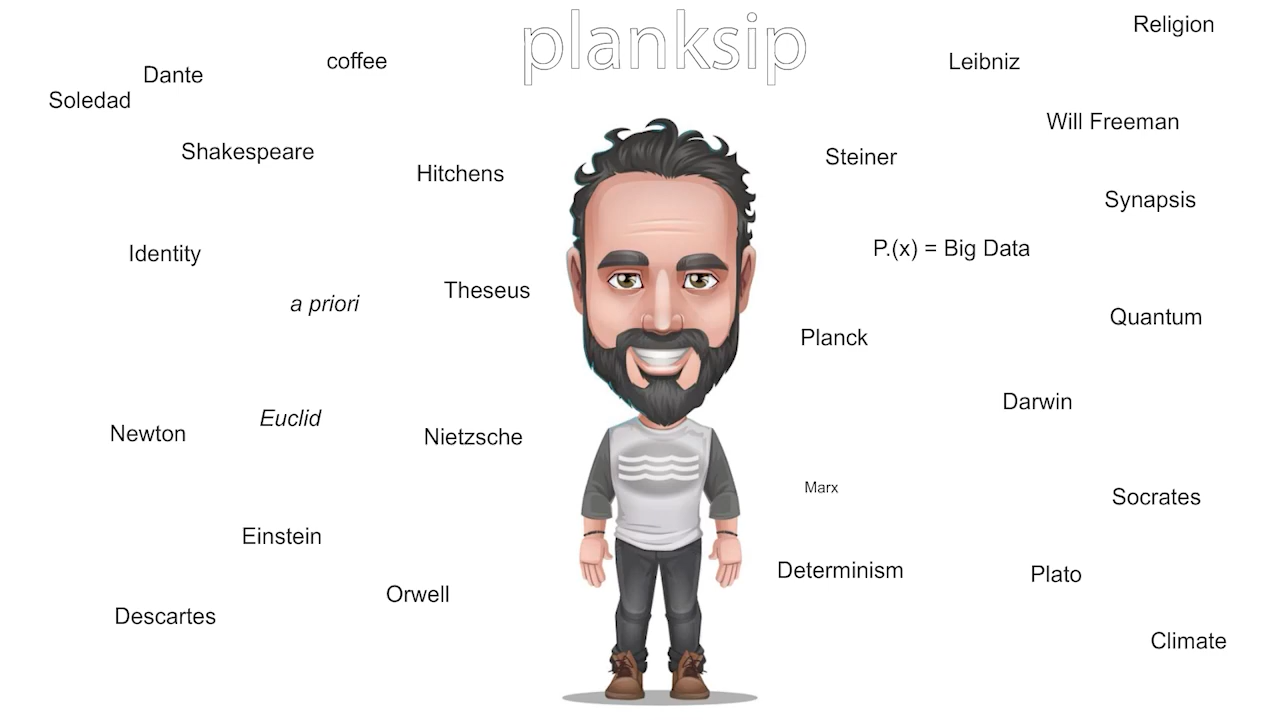 planksip
Religion
coffee
Leibniz
Dante
Soledad
Will Freeman
Shakespeare
Steiner
Hitchens
Synapsis
P.(x) = Big Data
Identity
Theseus
a priori
Quantum
Planck
Darwin
Euclid
Newton
Nietzsche
Marx
Socrates
Einstein
Determinism
Plato
Orwell
Descartes
Climate